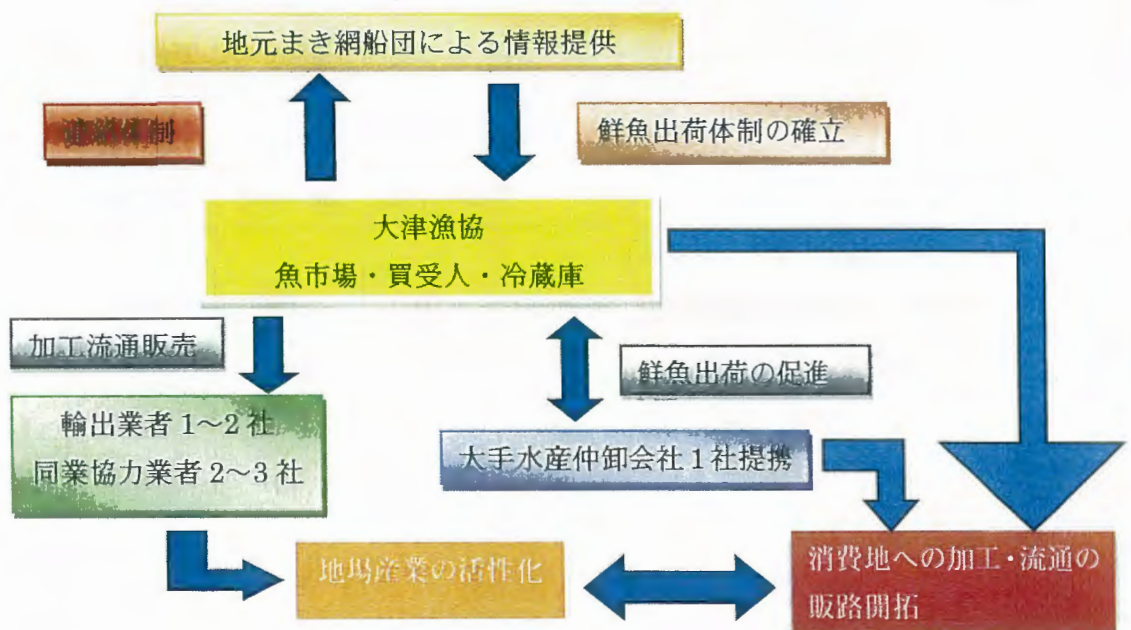 地元まき網船団による情報提供
制
鮮魚出荷体制の確立
大津漁協
魚市場・買受人・冷蔵庫
加工流通販売
鮮魚出荷の促進
輸出業者 1～2 社
同業協力業者 2～3 社
大手水産仲卸会社 1 社提携
地場産業の活性化
消費地への加工・流通の
販路開拓